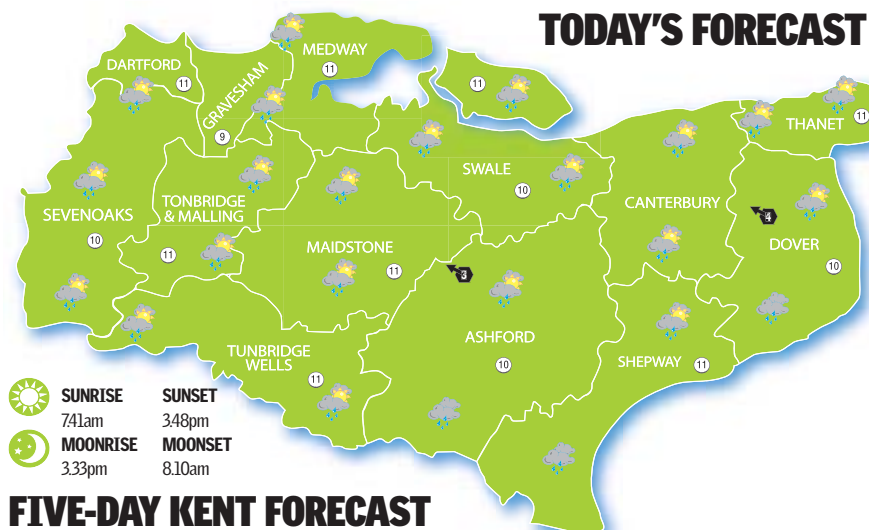 TODAY'S FORECAST
MEDWAY
DARTFORD
11
11
11
GRAVESHAM
9
THANET
11
SWALE
10
TONBRIDGE
& MALLING
11
SEVENOAKS
10
CANTERBURY
4
DOVER
10
MAIDSTONE
11
3
ASHFORD
10
SHEPWAY
11
TUNBRIDGE
WELLS
11
SUNRISE SUNSET
7.41am 3.48pm
MOONRISE MOONSET
3.33pm 8.10am
FIVE-DAY KENT FORECAST